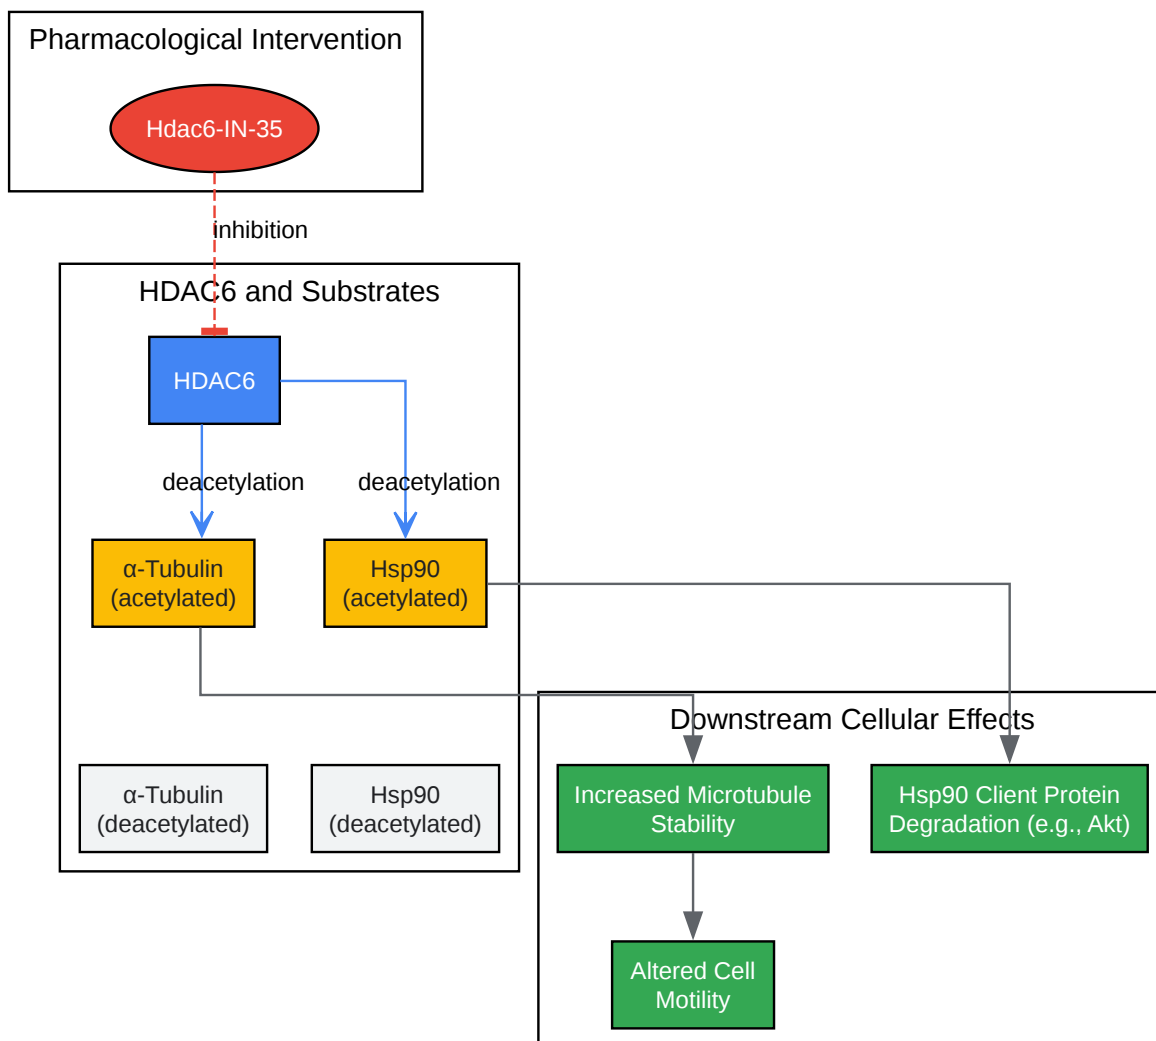 Pharmacological Intervention
Hdac6-IN-35
inhibition
HDAC6 and Substrates
HDAC6
deacetylation
deacetylation
α-Tubulin
(acetylated)
Hsp90
(acetylated)
Downstream Cellular Effects
α-Tubulin
(deacetylated)
Hsp90
(deacetylated)
Increased Microtubule
Stability
Hsp90 Client Protein
Degradation (e.g., Akt)
Altered Cell
Motility